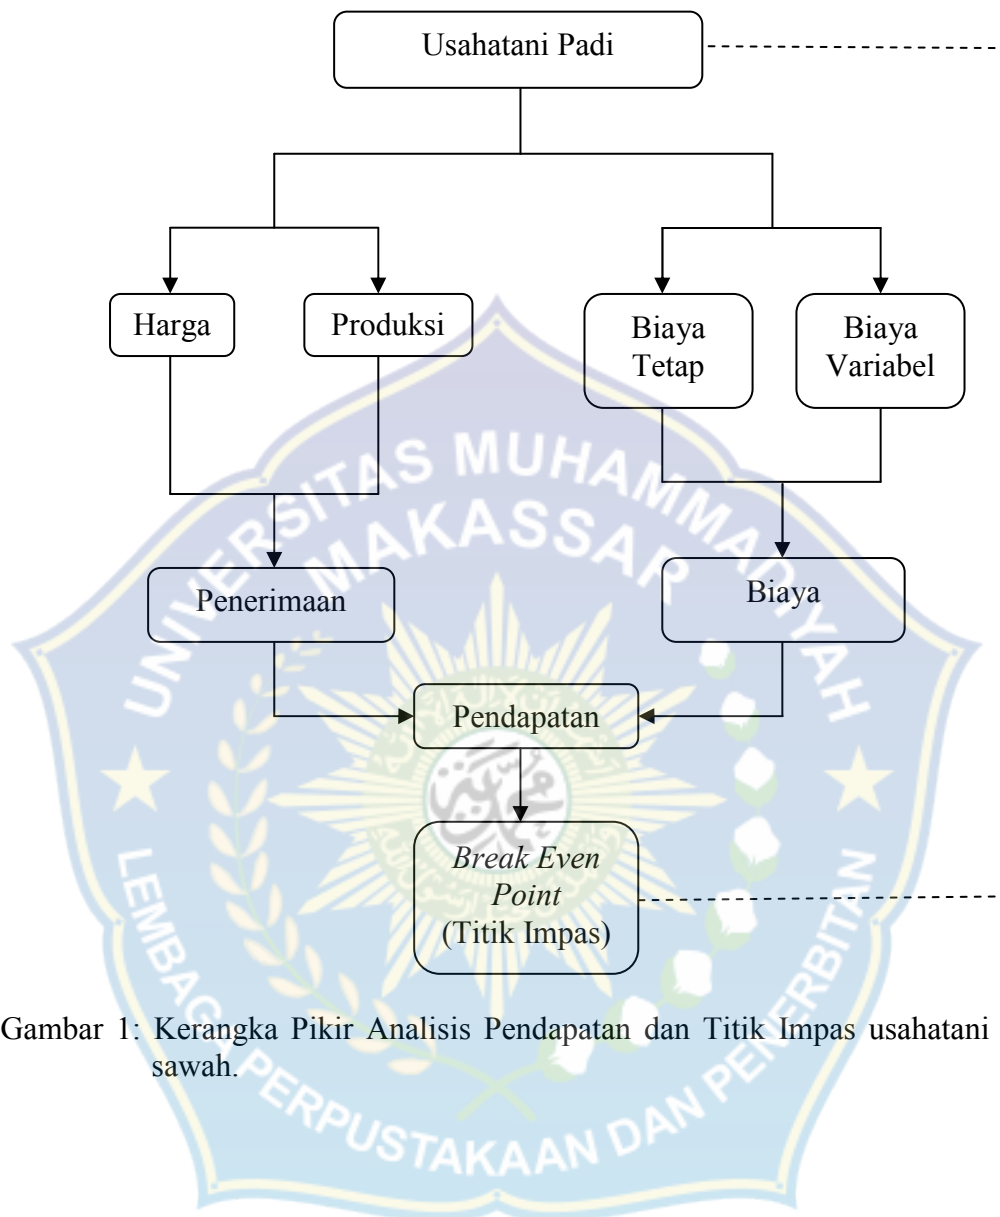 Usahatani Padi
Harga
Produksi
Biaya
Tetap
Biaya
Variabel
Penerimaan
Biaya
Pendapatan
Break Even
Point
(Titik Impas)
Gambar 1: Kerangka Pikir Analisis Pendapatan dan Titik Impas usahatani
sawah.
UNIVERSITAS MUHAMMADIYAH
MAKASSAR
LEMBAGA PERPUSTAKAAN DAN PENERBITAN